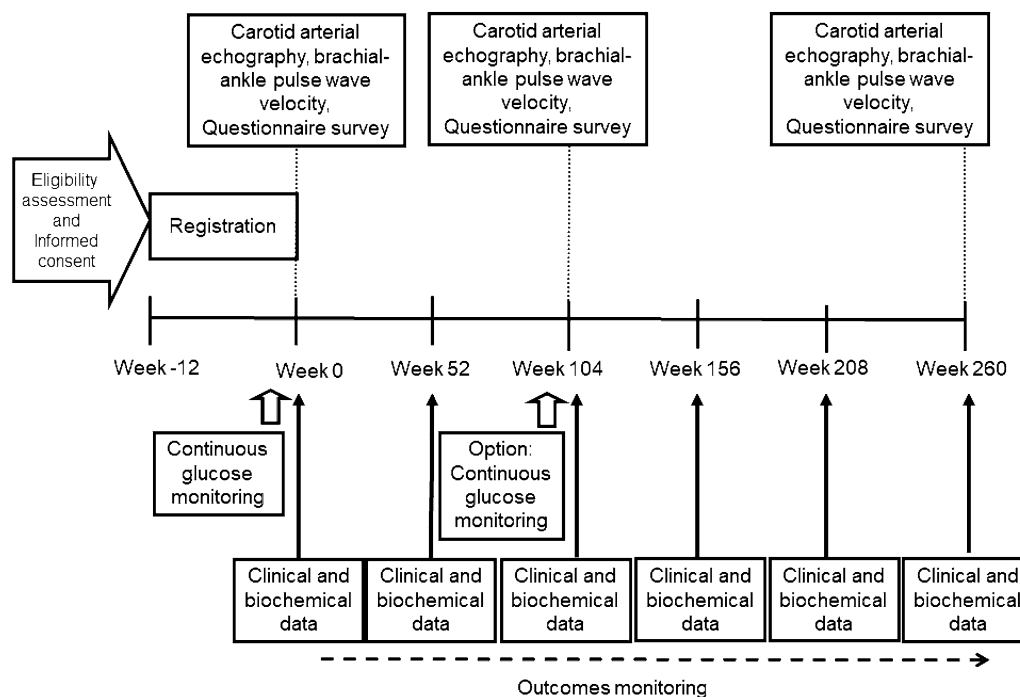 Carotid arterial
echography, brachial-
ankle pulse wave
velocity,
Questionnaire survey
Carotid arterial
echography, brachial-
ankle pulse wave
velocity,
Questionnaire survey
Carotid arterial
echography, brachial-
ankle pulse wave
velocity,
Questionnaire survey
Eligibility
assessment
and
Informed
consent
Registration
Week -12
Week 0
Week 52
Week 104
Week 156
Week 208
Week 260
Continuous
glucose
monitoring
Option:
Continuous
glucose
monitoring
Clinical and
biochemical
data
Clinical and
biochemical
data
Clinical and
biochemical
data
Clinical and
biochemical
data
Clinical and
biochemical
data
Clinical and
biochemical
data
Outcomes monitoring